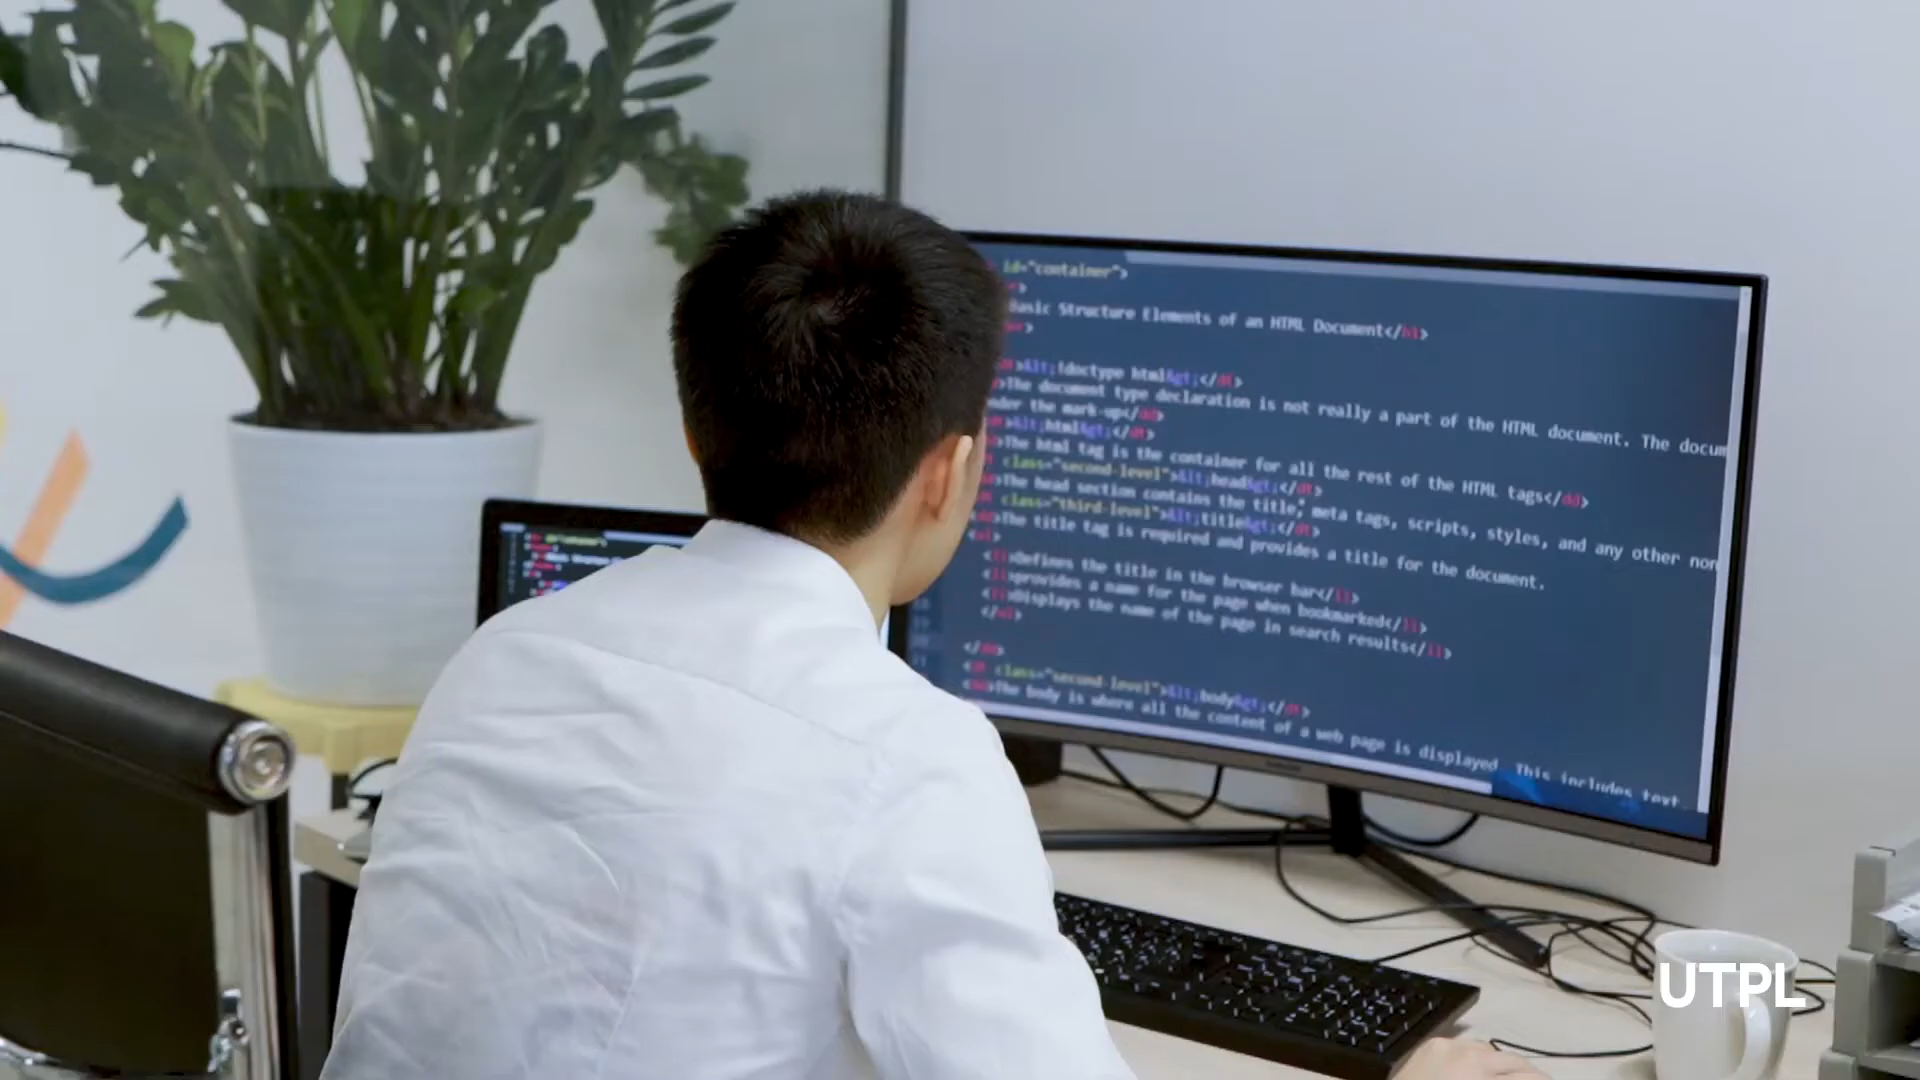 id="container">
Basic Structure Elements of an HTML Document</h1>
>&lt;!doctype html&gt;</dt>
>The document type declaration is not really a part of the HTML document. The docum
nder the mark-up</dd>
>&lt;html&gt;</dt>
>The html tag is the container for all the rest of the HTML tags</dd>
class="second-level">&lt;head&gt;</dt>
>The head section contains the title, meta tags, scripts, styles, and any other non
class="third-level">&lt;title&gt;</dt>
>The title tag is required and provides a title for the document.
<li>Defines the title in the browser bar</li>
<li>provides a name for the page when bookmarked</li>
<li>Displays the name of the page in search results</li>
</ul>
</dd>
<dt class="second-level">&lt;body&gt;</dt>
<dd>The body is where all the content of a web page is displayed. This includes text,
UTPL